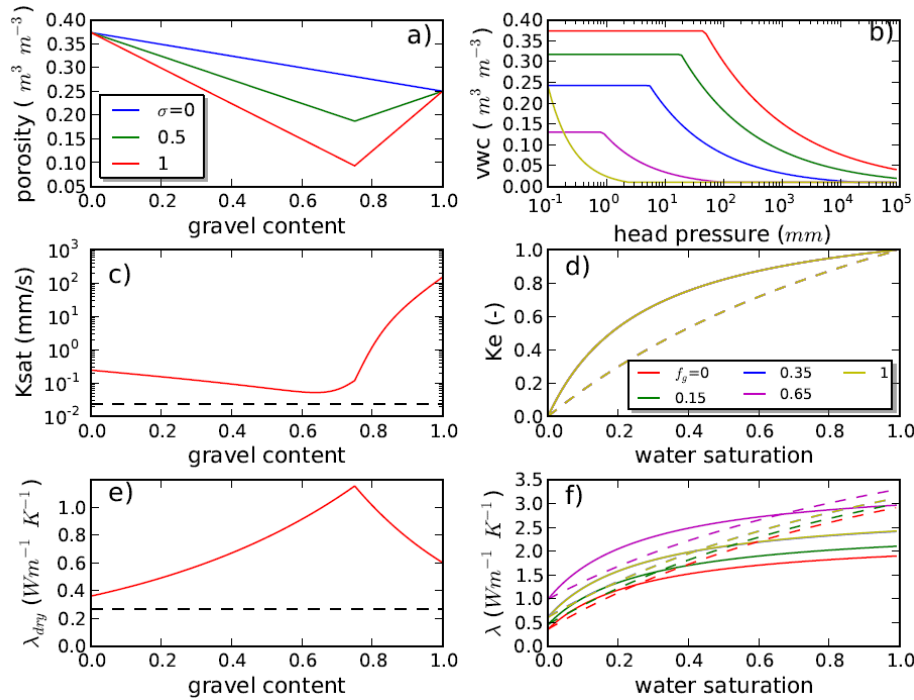 a)
porosity ( m³ m⁻³)
0.40
0.35
0.30
0.25
0.20
0.15
0.10
0.05
σ=0
0.5
1
0.0 0.2 0.4 0.6 0.8 1.0
gravel content
b)
vwc ( m³ m⁻³)
0.40
0.35
0.30
0.25
0.20
0.15
0.10
0.05
0.00
10⁻¹ 10⁰ 10¹ 10² 10³ 10⁴ 10⁵
head pressure (mm)
c)
Ksat (mm/s)
10³
10²
10¹
10⁰
10⁻¹
10⁻²
0.0 0.2 0.4 0.6 0.8 1.0
gravel content
d)
Ke (-)
1.0
0.8
0.6
0.4
0.2
0.0
f_g=0 0.35 1
0.15 0.65
0.0 0.2 0.4 0.6 0.8 1.0
water saturation
e)
λ_dry (Wm⁻¹ K⁻¹)
1.0
0.8
0.6
0.4
0.2
0.0
0.0 0.2 0.4 0.6 0.8 1.0
gravel content
f)
λ (Wm⁻¹ K⁻¹)
3.5
3.0
2.5
2.0
1.5
1.0
0.5
0.0
0.0 0.2 0.4 0.6 0.8 1.0
water saturation